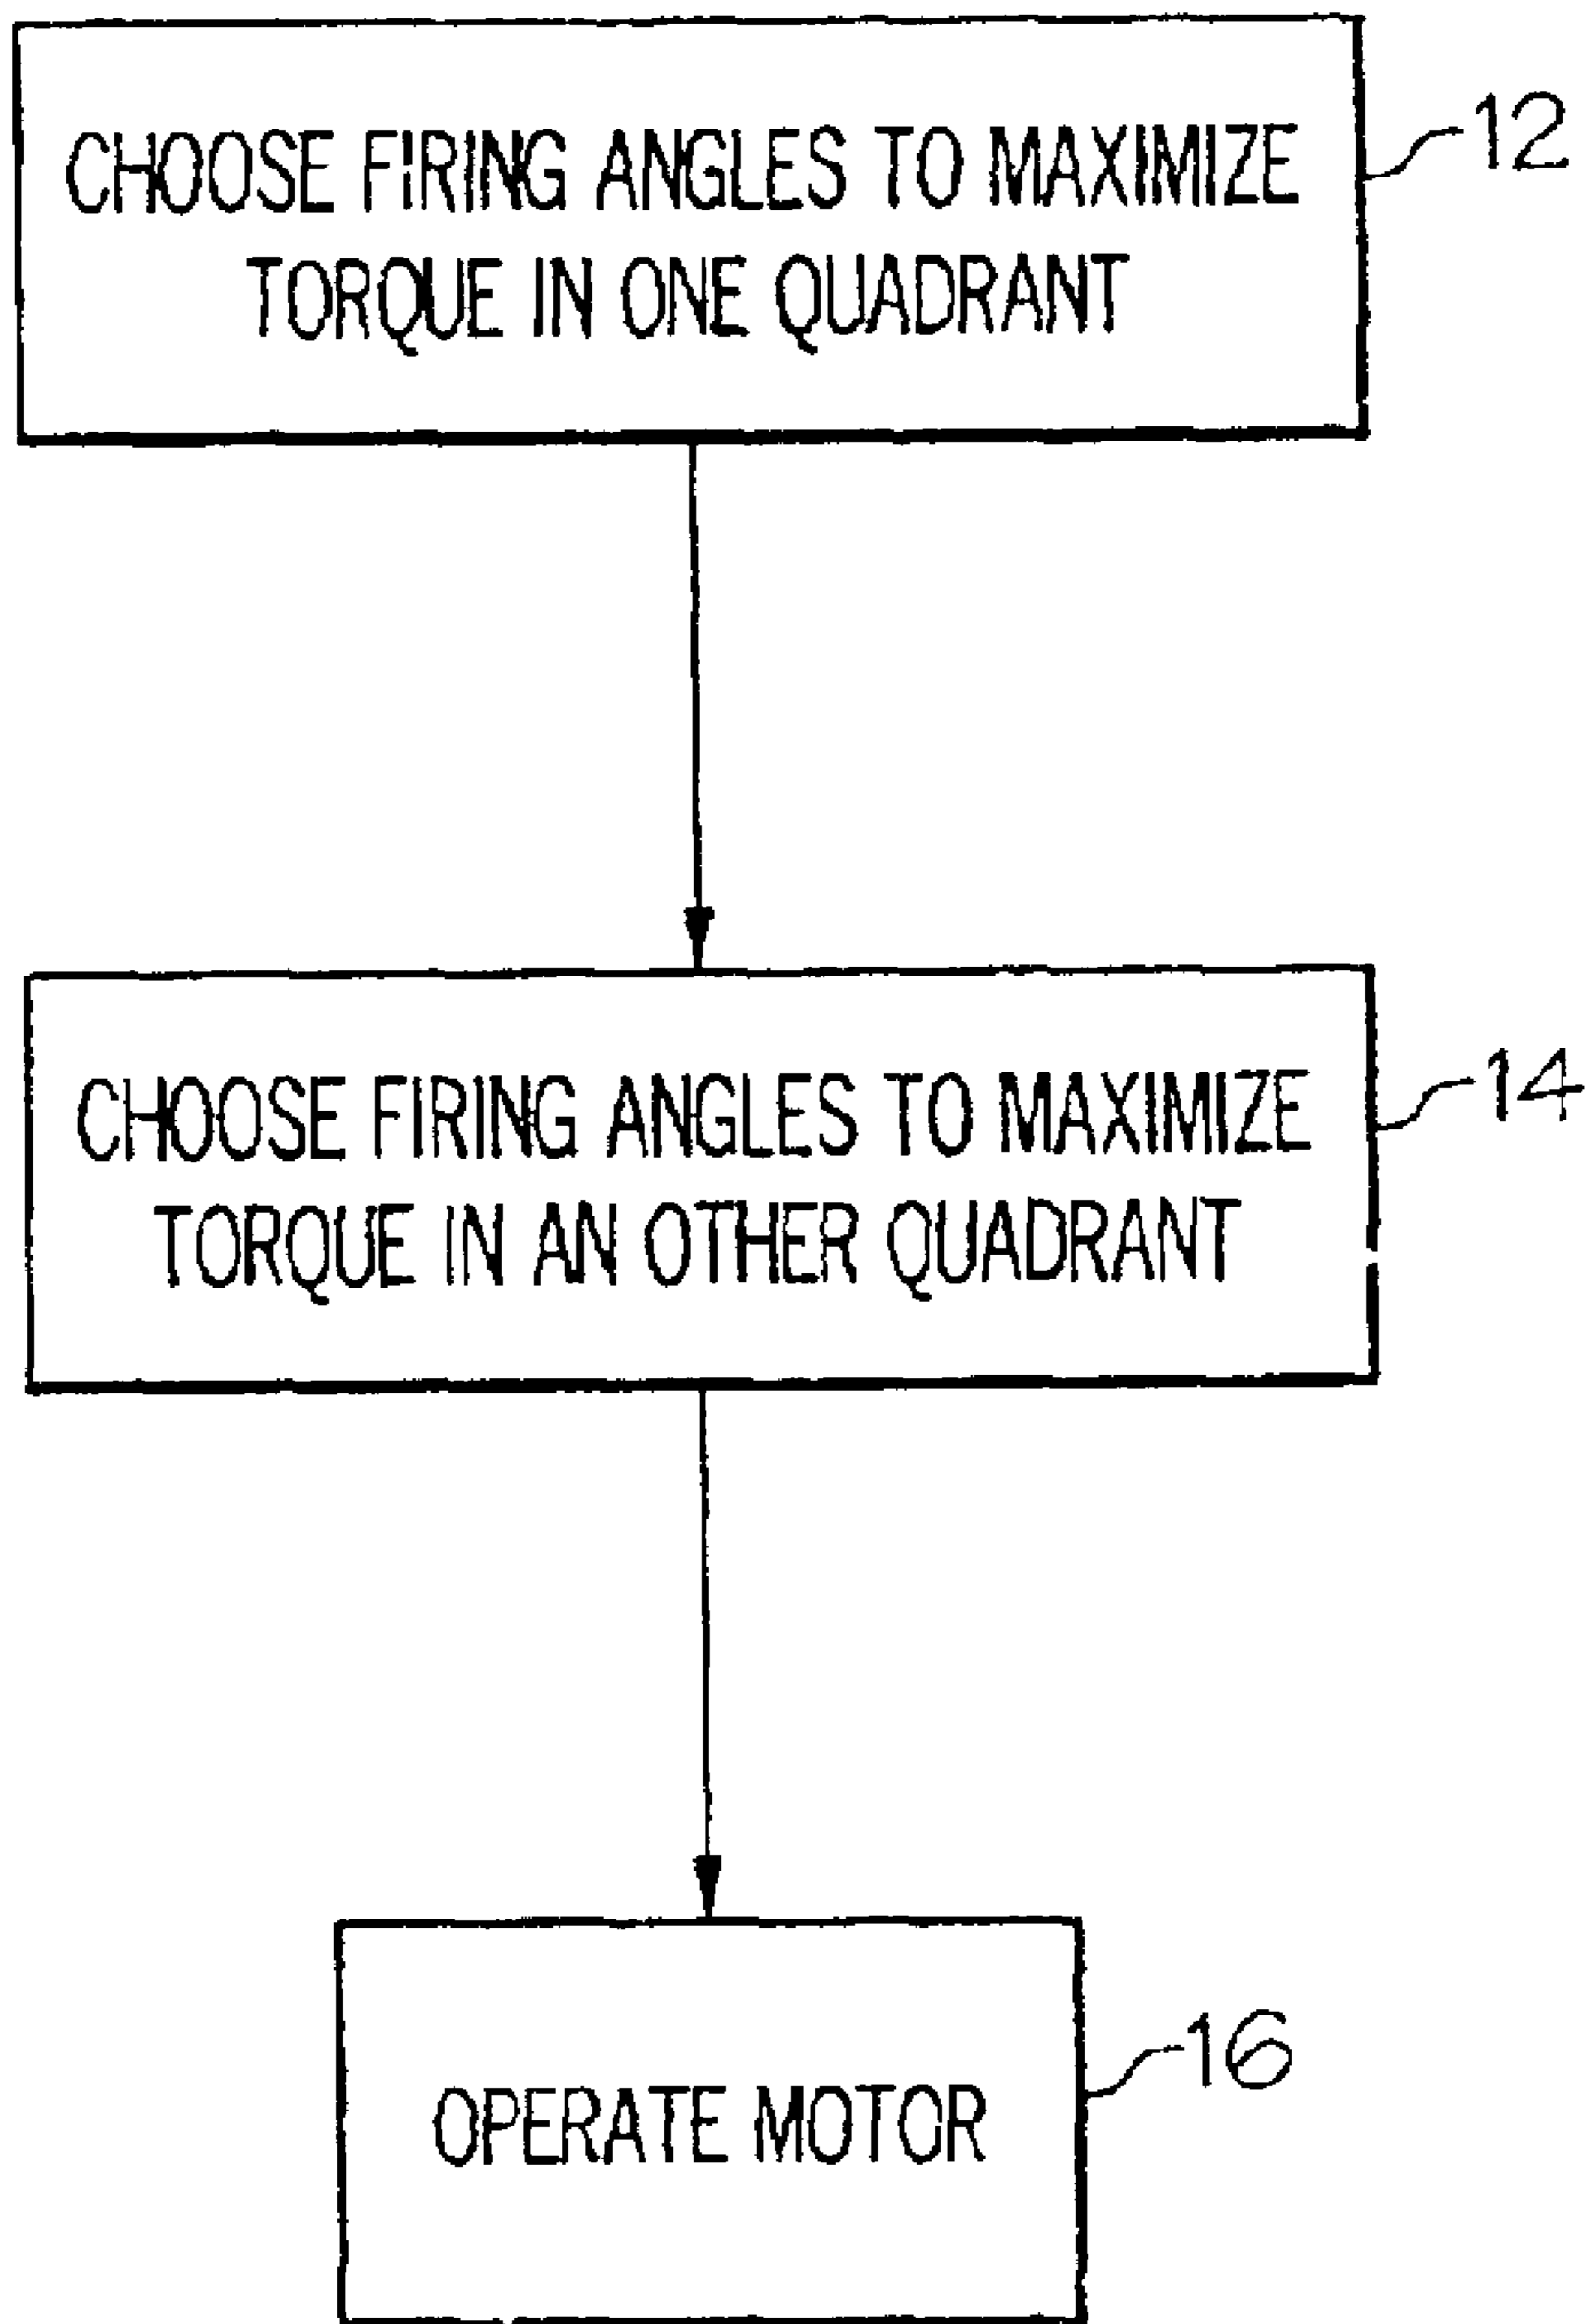 CHOOSE FIRING ANGLES TO MAXIMIZE
TORQUE IN ONE QUADRANT
12
CHOOSE FIRING ANGLES TO MAXIMIZE
TORQUE IN AN OTHER QUADRANT
14
OPERATE MOTOR
16